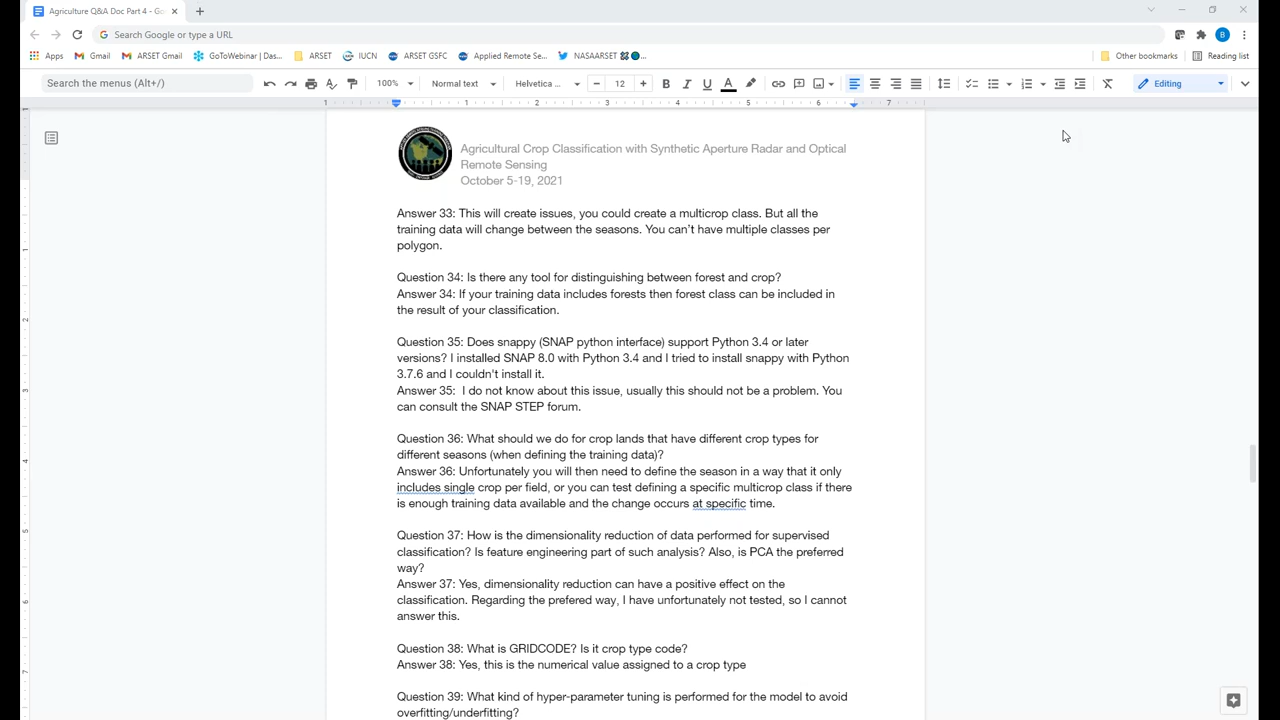 Agriculture Q&A Doc Part 4 - Go
Search Google or type a URL
Apps Gmail ARSET Gmail GoToWebinar | Das... ARSET IUCN ARSET GSFC Applied Remote Se... NASAARSET Other bookmarks Reading list
Search the menus (Alt+/) 100% Normal text Helvetica ... 12 Editing
1 1 2 3 4 5 6 7
Agricultural Crop Classification with Synthetic Aperture Radar and Optical
Remote Sensing
October 5-19, 2021
Answer 33: This will create issues, you could create a multicrop class. But all the
training data will change between the seasons. You can't have multiple classes per
polygon.
Question 34: Is there any tool for distinguishing between forest and crop?
Answer 34: If your training data includes forests then forest class can be included in
the result of your classification.
Question 35: Does snappy (SNAP python interface) support Python 3.4 or later
versions? I installed SNAP 8.0 with Python 3.4 and I tried to install snappy with Python
3.7.6 and I couldn't install it.
Answer 35:  I do not know about this issue, usually this should not be a problem. You
can consult the SNAP STEP forum.
Question 36: What should we do for crop lands that have different crop types for
different seasons (when defining the training data)?
Answer 36: Unfortunately you will then need to define the season in a way that it only
includes single crop per field, or you can test defining a specific multicrop class if there
is enough training data available and the change occurs at specific time.
Question 37: How is the dimensionality reduction of data performed for supervised
classification? Is feature engineering part of such analysis? Also, is PCA the preferred
way?
Answer 37: Yes, dimensionality reduction can have a positive effect on the
classification. Regarding the prefered way, I have unfortunately not tested, so I cannot
answer this.
Question 38: What is GRIDCODE? Is it crop type code?
Answer 38: Yes, this is the numerical value assigned to a crop type
Question 39: What kind of hyper-parameter tuning is performed for the model to avoid
overfitting/underfitting?